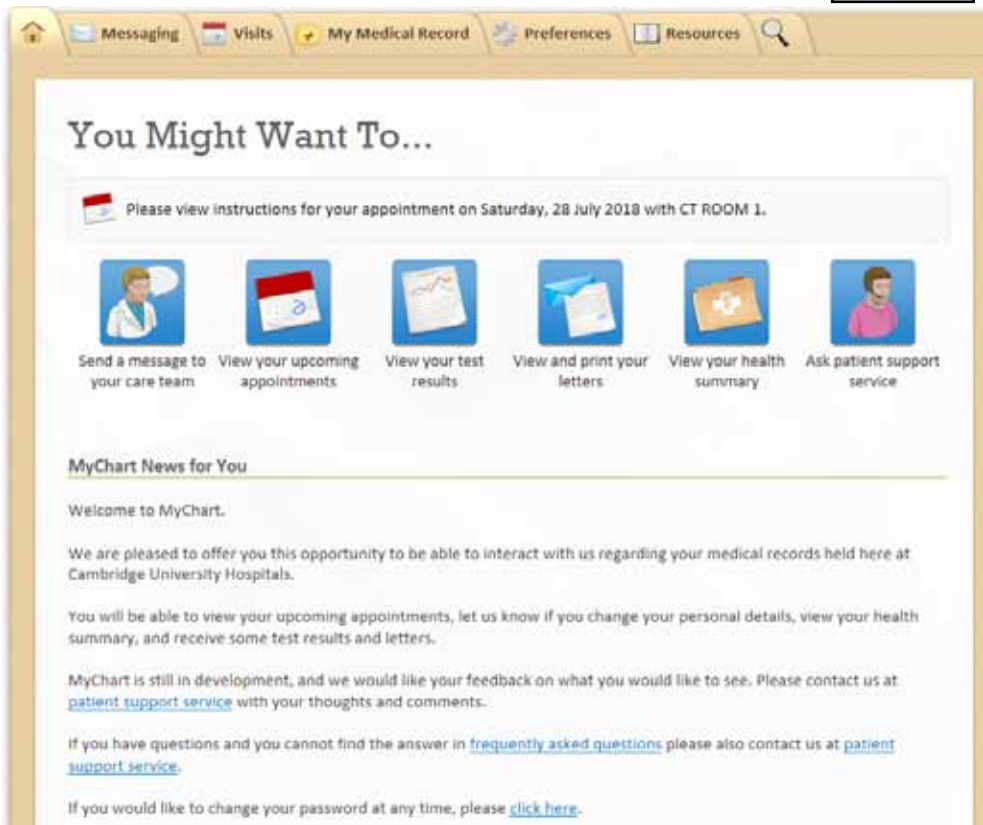 Messaging Visits My Medical Record Preferences Resources
You Might Want To...
Please view instructions for your appointment on Saturday, 28 July 2018 with CT ROOM 1.
Send a message to your care team
View your upcoming appointments
View your test results
View and print your letters
View your health summary
Ask patient support service
MyChart News for You
Welcome to MyChart.
We are pleased to offer you this opportunity to be able to interact with us regarding your medical records held here at
Cambridge University Hospitals.
You will be able to view your upcoming appointments, let us know if you change your personal details, view your health
summary, and receive some test results and letters.
MyChart is still in development, and we would like your feedback on what you would like to see. Please contact us at
patient support service with your thoughts and comments.
If you have questions and you cannot find the answer in frequently asked questions please also contact us at patient
support service.
If you would like to change your password at any time, please click here.